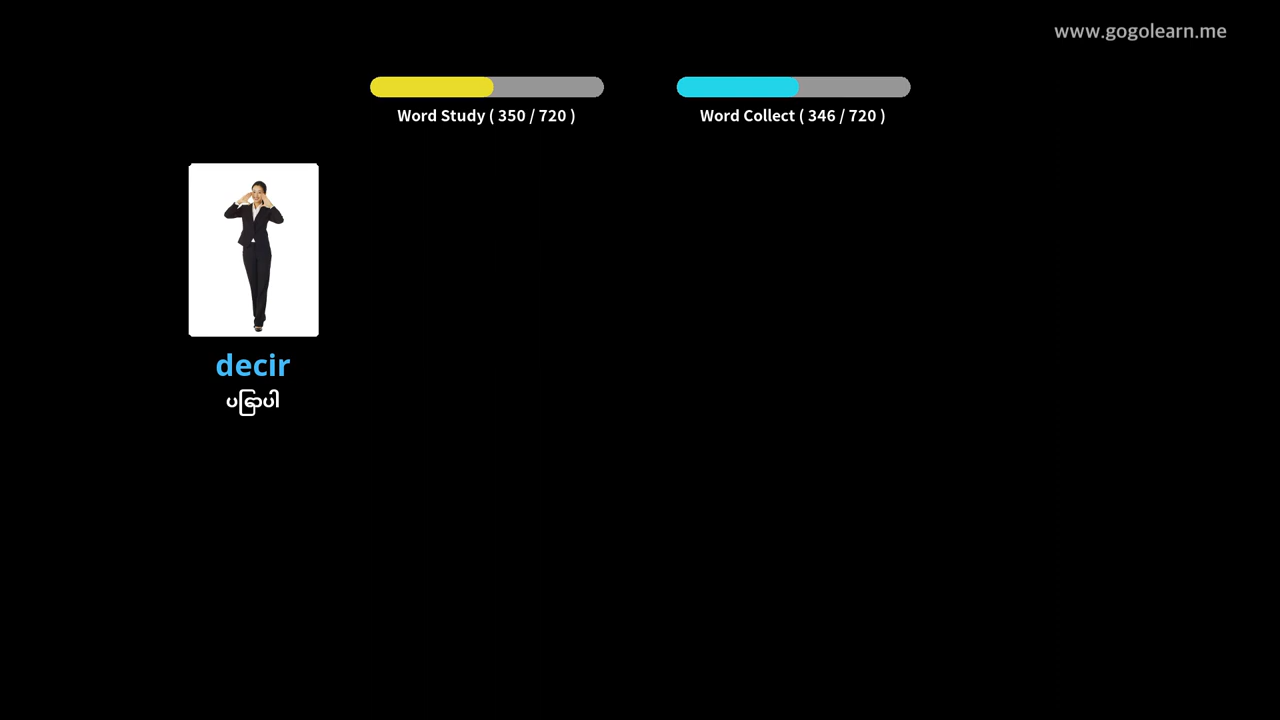 www.gogolearn.me
Word Study ( 350 / 720 )
Word Collect ( 346 / 720 )
decir
ပြောပါ